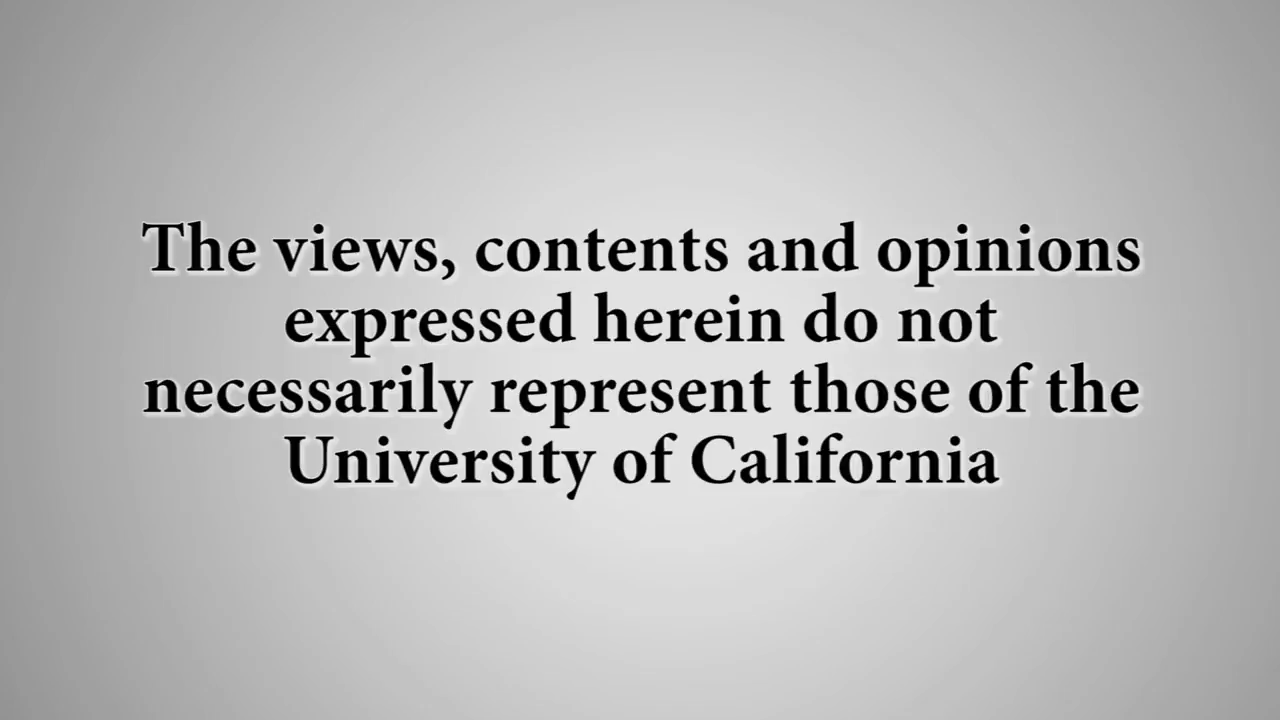 The views, contents and opinions
expressed herein do not
necessarily represent those of the
University of California